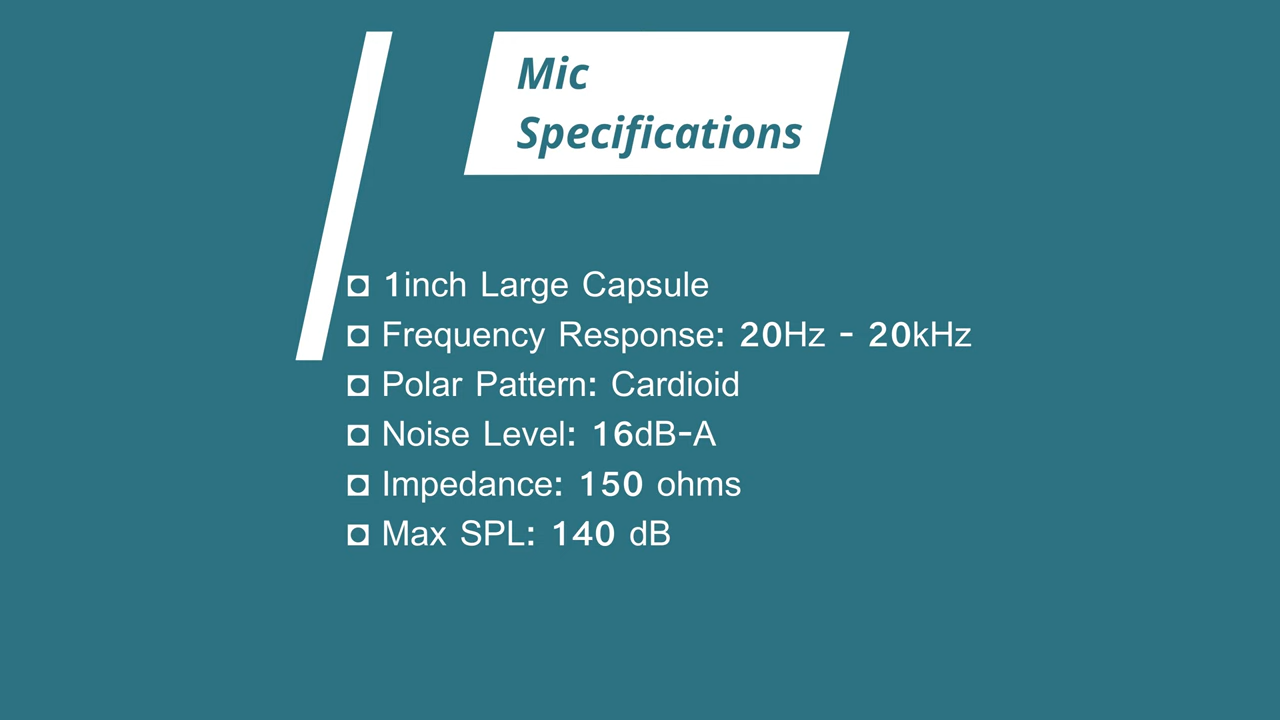 Mic
Specifications
◘ 1inch Large Capsule
◘ Frequency Response: 20Hz - 20kHz
◘ Polar Pattern: Cardioid
◘ Noise Level: 16dB-A
◘ Impedance: 150 ohms
◘ Max SPL: 140 dB